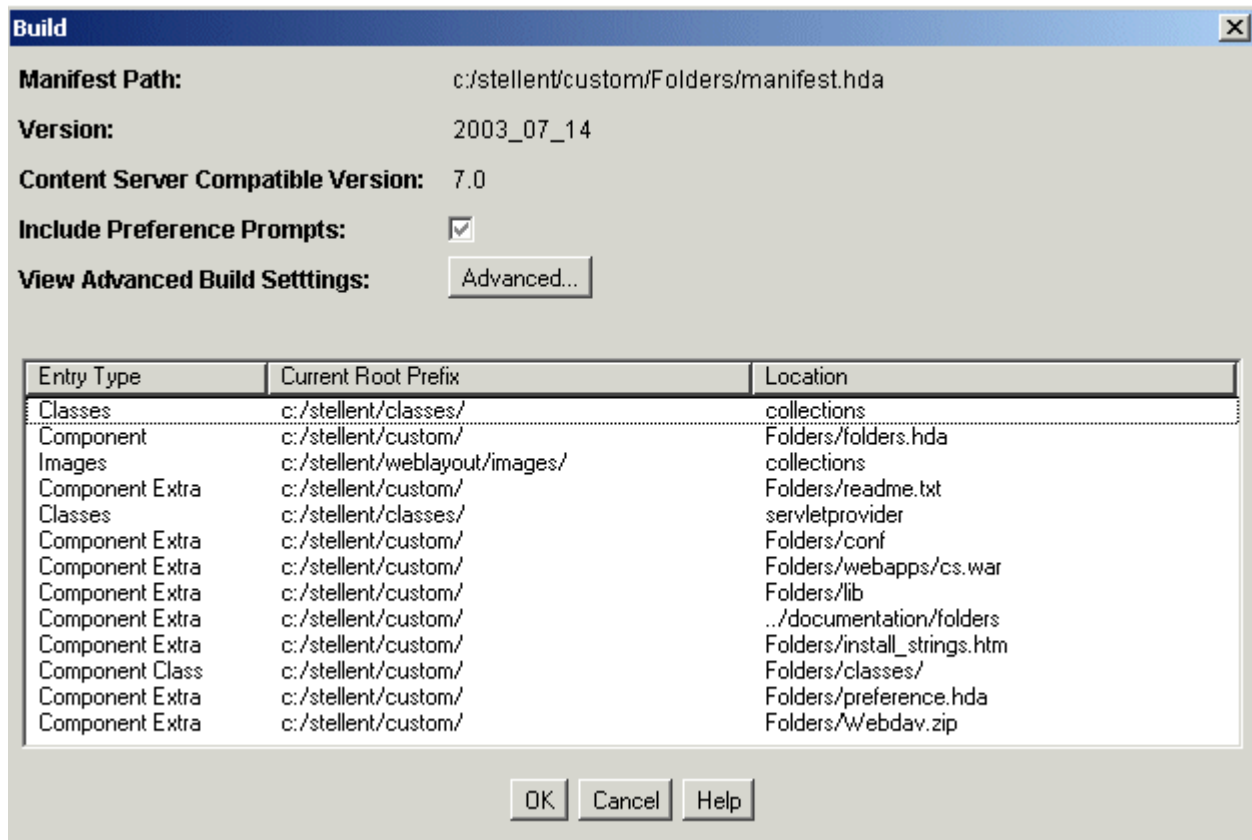 Build
Manifest Path: c:/stellent/custom/Folders/manifest.hda
Version: 2003_07_14
Content Server Compatible Version: 7.0
Include Preference Prompts:
View Advanced Build Setttings: Advanced...
Entry Type Current Root Prefix Location
Classes c:/stellent/classes/ collections
Component c:/stellent/custom/ Folders/folders.hda
Images c:/stellent/weblayout/images/ collections
Component Extra c:/stellent/custom/ Folders/readme.txt
Classes c:/stellent/classes/ servletprovider
Component Extra c:/stellent/custom/ Folders/conf
Component Extra c:/stellent/custom/ Folders/webapps/cs.war
Component Extra c:/stellent/custom/ Folders/lib
Component Extra c:/stellent/custom/ ../documentation/folders
Component Extra c:/stellent/custom/ Folders/install_strings.htm
Component Class c:/stellent/custom/ Folders/classes/
Component Extra c:/stellent/custom/ Folders/preference.hda
Component Extra c:/stellent/custom/ Folders/Webdav.zip
OK Cancel Help